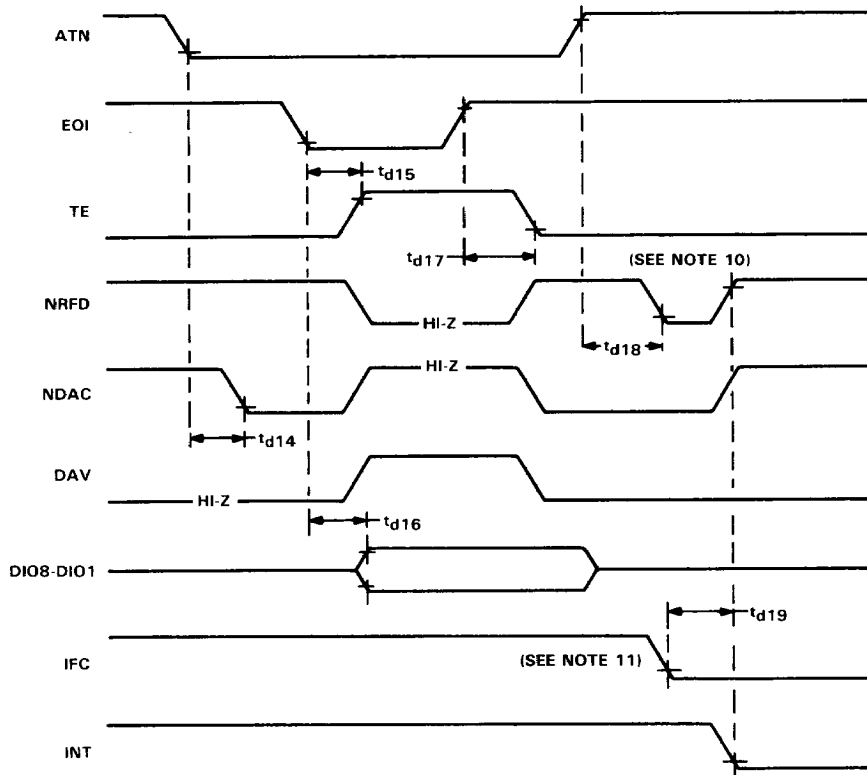 ATN
EOI
td15
TE
td17
(SEE NOTE 10)
NRFD
HI-Z
td18
HI-Z
NDAC
td14
DAV
HI-Z
td16
DIO8-DIO1
td19
IFC
(SEE NOTE 11)
INT